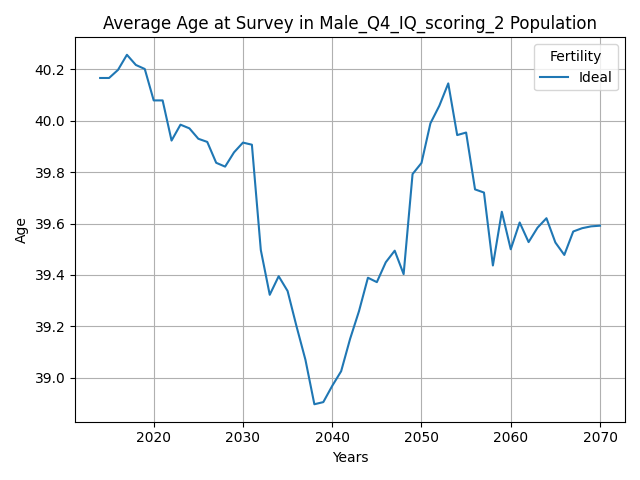 Average Age at Survey in Male_Q4_IQ_scoring_2 Population
Fertility
Ideal
40.2
40.0
39.8
39.6
39.4
39.2
39.0
Age
2020 2030 2040 2050 2060 2070
Years